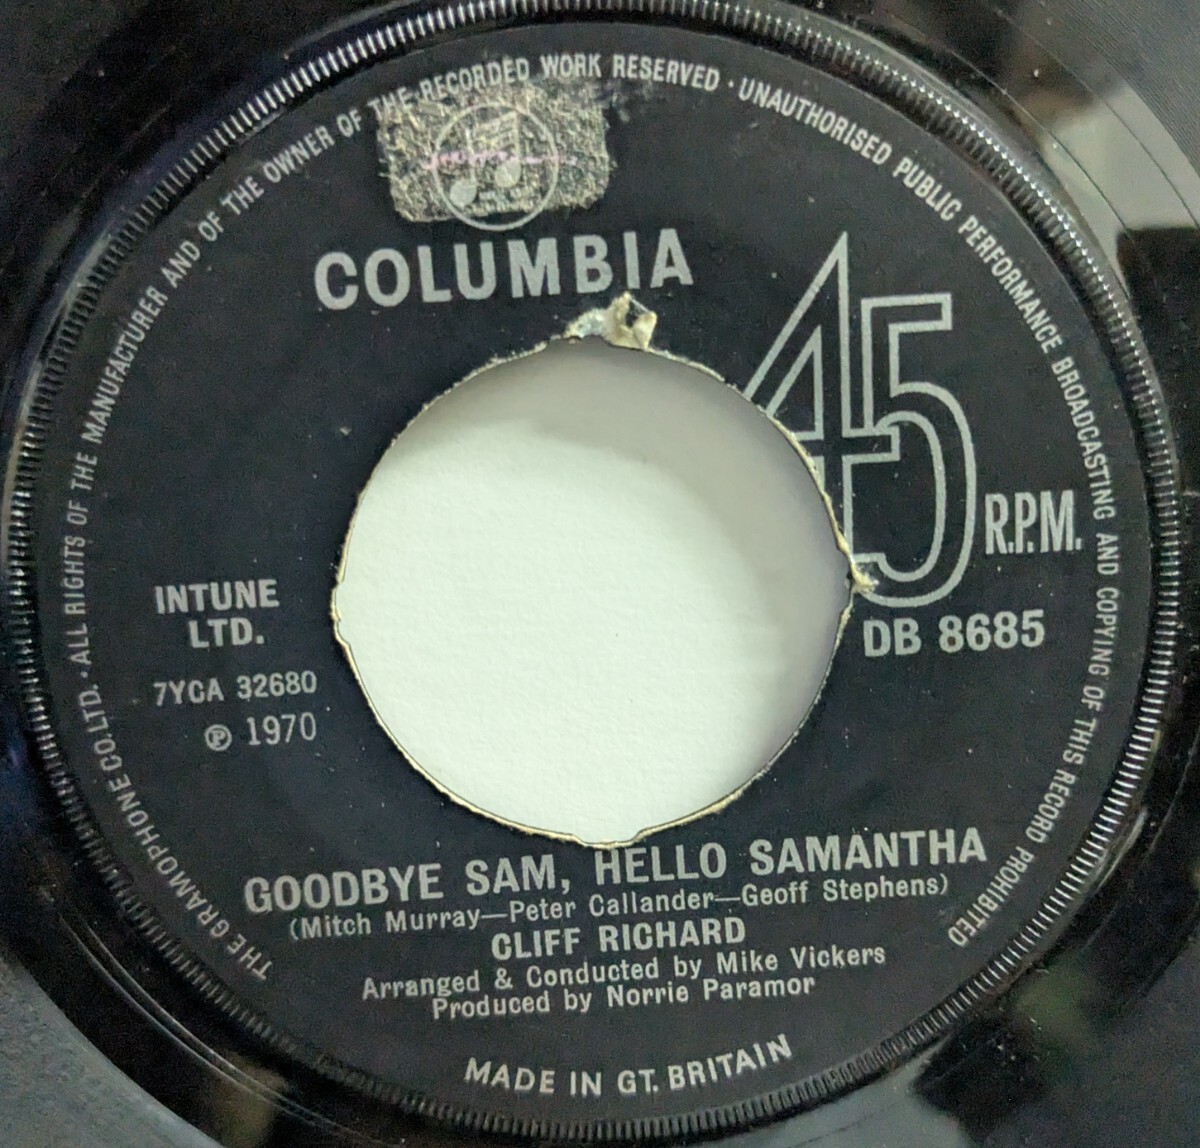 THE GRAMOPHONE CO. LTD. · ALL RIGHTS OF THE MANUFACTURER AND OF THE OWNER OF THE RECORDED WORK RESERVED · UNAUTHORISED PUBLIC PERFORMANCE BROADCASTING AND COPYING OF THIS RECORD PROHIBITED
COLUMBIA
45
R.P.M.
DB 8685
INTUNE
LTD.
7YCA 32680
℗ 1970
GOODBYE SAM, HELLO SAMANTHA
(Mitch Murray—Peter Callander—Geoff Stephens)
CLIFF RICHARD
Arranged & Conducted by Mike Vickers
Produced by Norrie Paramor
MADE IN GT. BRITAIN